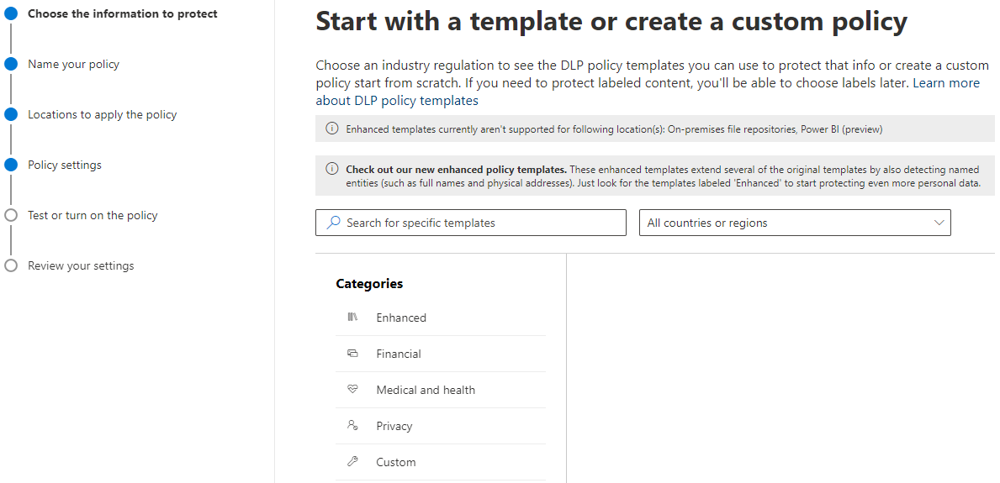 Choose the information to protect
Name your policy
Locations to apply the policy
Policy settings
Test or turn on the policy
Review your settings
Start with a template or create a custom policy
Choose an industry regulation to see the DLP policy templates you can use to protect that info or create a custom
policy start from scratch. If you need to protect labeled content, you'll be able to choose labels later. Learn more
about DLP policy templates
Enhanced templates currently aren't supported for following location(s): On-premises file repositories, Power BI (preview)
Check out our new enhanced policy templates. These enhanced templates extend several of the original templates by also detecting named
entities (such as full names and physical addresses). Just look for the templates labeled 'Enhanced' to start protecting even more personal data.
Search for specific templates
All countries or regions
Categories
Enhanced
Financial
Medical and health
Privacy
Custom